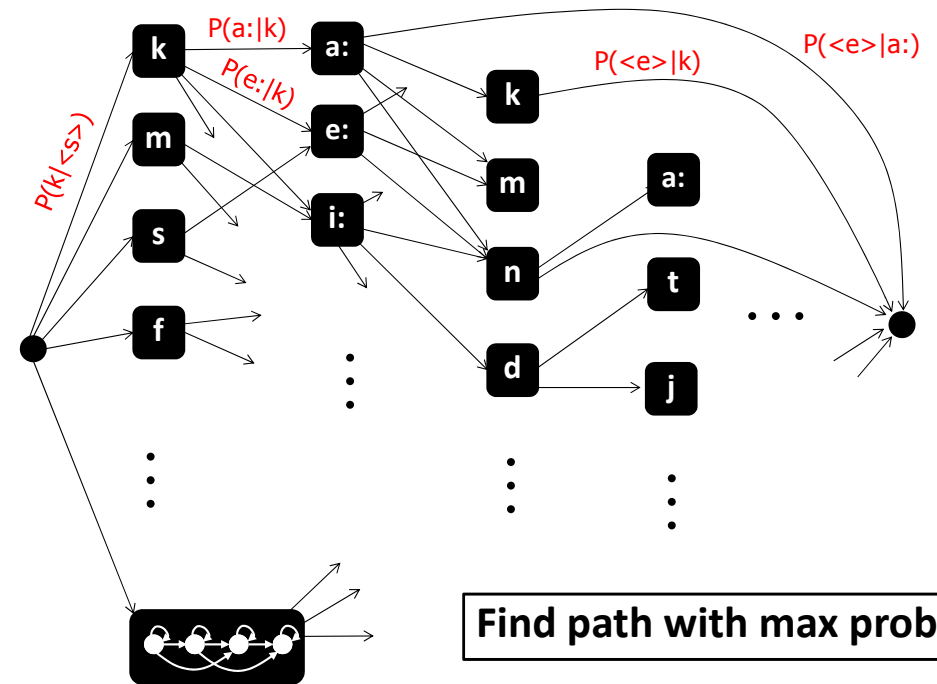 P(k|<s>)
k
m
s
f
P(a:|k)
P(e:|k)
a:
e:
i:
k
m
n
d
a:
t
j
P(<e>|k)
P(<e>|a:)
. . .
Find path with max prob